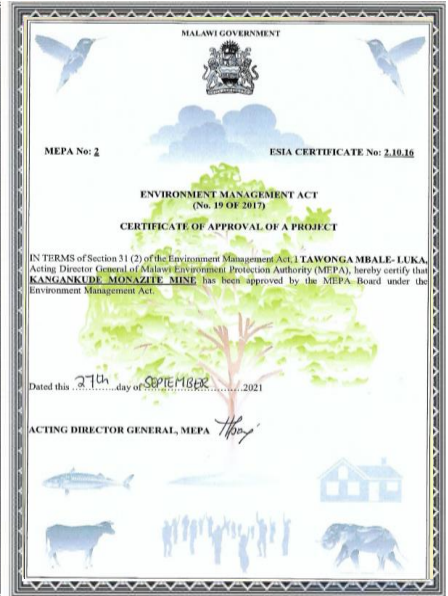 MALAWI GOVERNMENT
MEPA No: 2 ESIA CERTIFICATE No: 2.10.16
ENVIRONMENT MANAGEMENT ACT
(No. 19 OF 2017)
CERTIFICATE OF APPROVAL OF A PROJECT
IN TERMS of Section 31 (2) of the Environment Management Act, I TAWONGA MBALE- LUKA,
Acting Director General of Malawi Environment Protection Authority (MEPA), hereby certify that
KANGANKUDE MONAZITE MINE has been approved by the MEPA Board under the
Environment Management Act.
Dated this 27th day of SEPTEMBER 2021
ACTING DIRECTOR GENERAL, MEPA